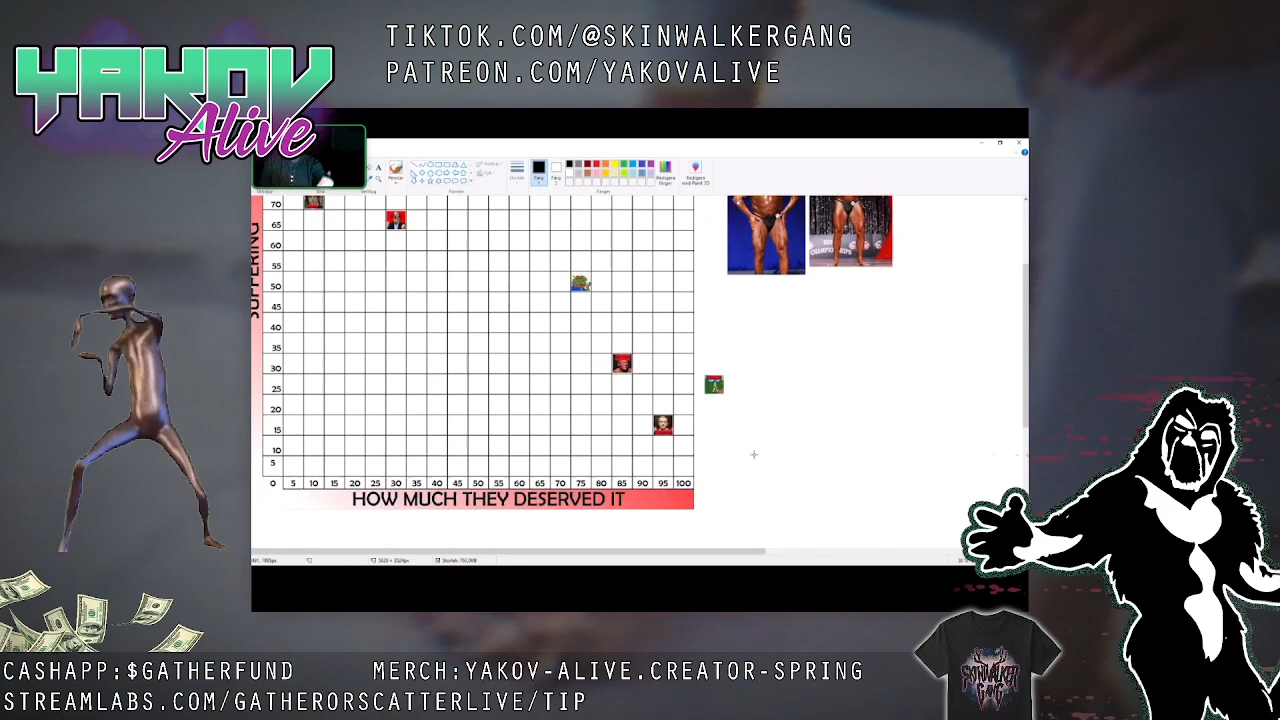 TIKTOK.COM/@SKINWALKERGANG
PATREON.COM/YAKOVALIVE
YAKOV
Alive
SUFFERING
70
65
60
55
50
45
40
35
30
25
20
15
10
5
0 5 10 15 20 25 30 35 40 45 50 55 60 65 70 75 80 85 90 95 100
HOW MUCH THEY DESERVED IT
CASHAPP:$GATHERFUND
MERCH:YAKOV-ALIVE.CREATOR-SPRING
STREAMLABS.COM/GATHERORSCATTERLIVE/TIP
SKINWALKER
GANG